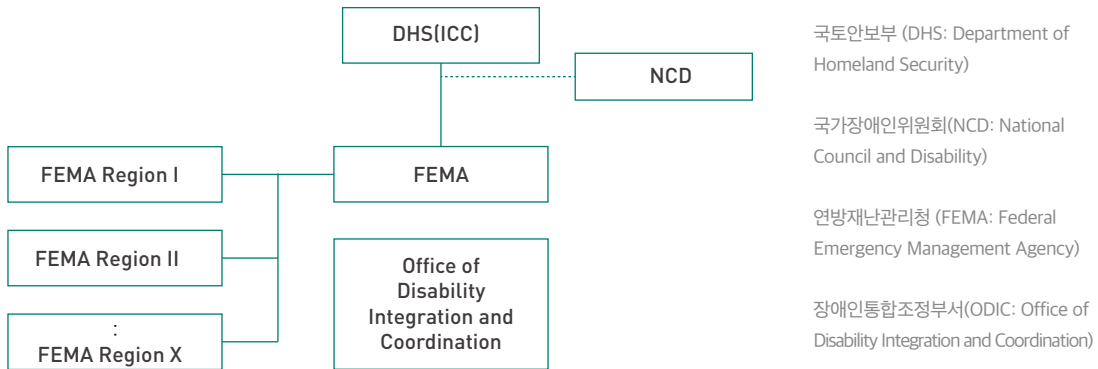 DHS(ICC)
NCD
FEMA Region I
FEMA
FEMA Region II
:
FEMA Region X
Office of
Disability
Integration and
Coordination
국토안보부 (DHS: Department of
Homeland Security)
국가장애인위원회(NCD: National
Council and Disability)
연방재난관리청 (FEMA: Federal
Emergency Management Agency)
장애인통합조정부서(ODIC: Office of
Disability Integration and Coordination)